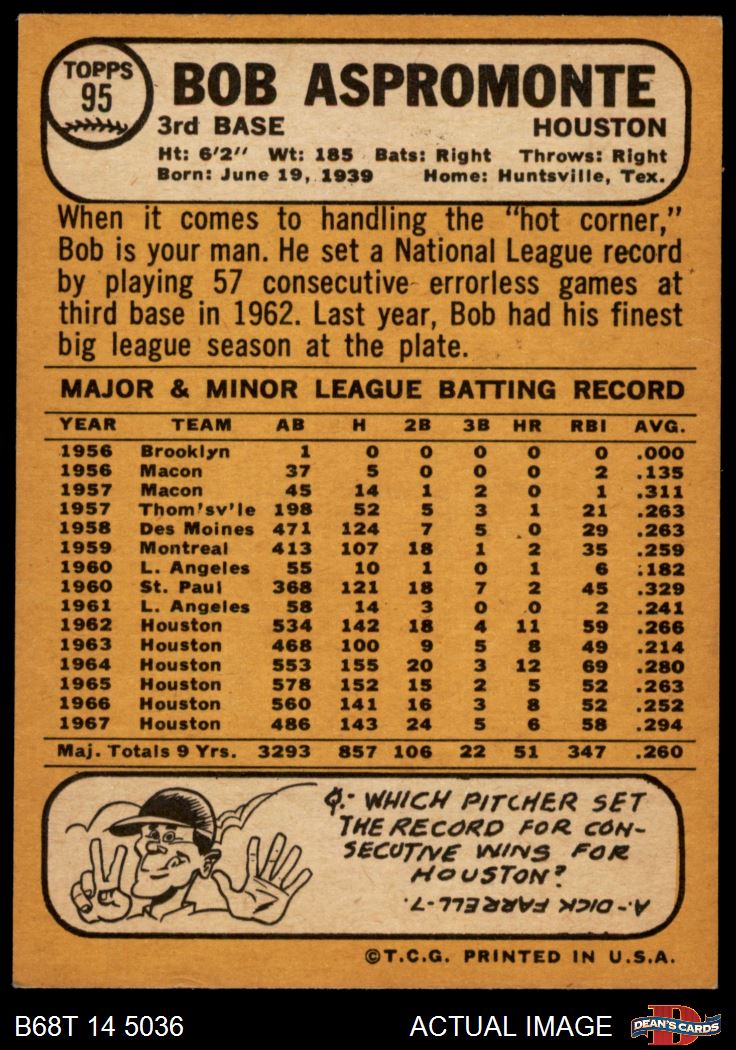 TOPPS
95
BOB ASPROMONTE
3rd BASE HOUSTON
Ht: 6'2" Wt: 185 Bats: Right Throws: Right
Born: June 19, 1939 Home: Huntsville, Tex.
When it comes to handling the "hot corner,"
Bob is your man. He set a National League record
by playing 57 consecutive errorless games at
third base in 1962. Last year, Bob had his finest
big league season at the plate.
MAJOR & MINOR LEAGUE BATTING RECORD
YEAR TEAM AB H 2B 3B HR RBI AVG.
1956 Brooklyn 1 0 0 0 0 0 .000
1956 Macon 37 5 0 0 0 2 .135
1957 Macon 45 14 1 2 0 1 .311
1957 Thom'sv'le 198 52 5 3 1 21 .263
1958 Des Moines 471 124 7 5 0 29 .263
1959 Montreal 413 107 18 1 2 35 .259
1960 L. Angeles 55 10 1 0 1 6 .182
1960 St. Paul 368 121 18 7 2 45 .329
1961 L. Angeles 58 14 3 0 0 2 .241
1962 Houston 534 142 18 4 11 59 .266
1963 Houston 468 100 9 5 8 49 .214
1964 Houston 553 155 20 3 12 69 .280
1965 Houston 578 152 15 2 5 52 .263
1966 Houston 560 141 16 3 8 52 .252
1967 Houston 486 143 24 5 6 58 .294
Maj. Totals 9 Yrs. 3293 857 106 22 51 347 .260
Q.- WHICH PITCHER SET
THE RECORD FOR CON-
SECUTIVE WINS FOR
HOUSTON?
A.- DICK FARRELL-7.
©T.C.G. PRINTED IN U.S.A.
B68T 14 5036 ACTUAL IMAGE D DEAN'S CARDS